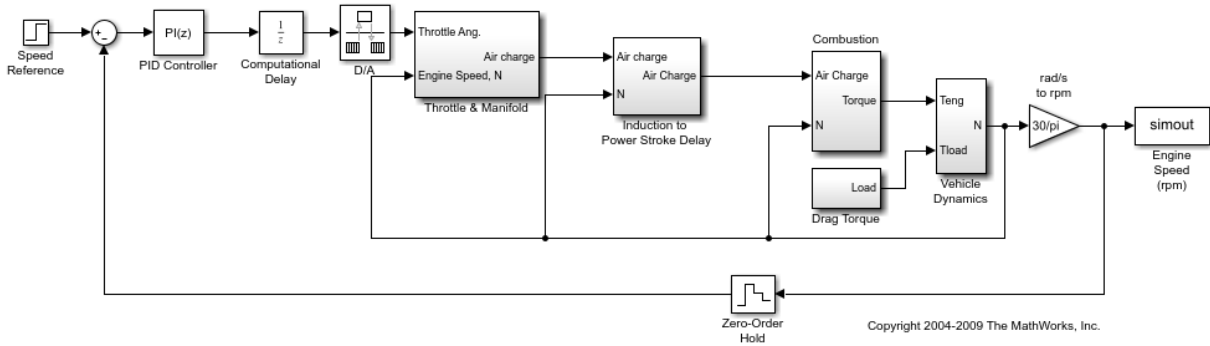 Speed
Reference
+
−
PI(z)
PID Controller
1
z
Computational
Delay
D/A
Throttle Ang.
Air charge
Engine Speed, N
Throttle & Manifold
Air charge
Air Charge
N
Induction to
Power Stroke Delay
Combustion
Air Charge
Torque
N
Load
Drag Torque
Teng
N
Tload
Vehicle
Dynamics
rad/s
to rpm
30/pi
simout
Engine
Speed
(rpm)
Zero-Order
Hold
Copyright 2004-2009 The MathWorks, Inc.